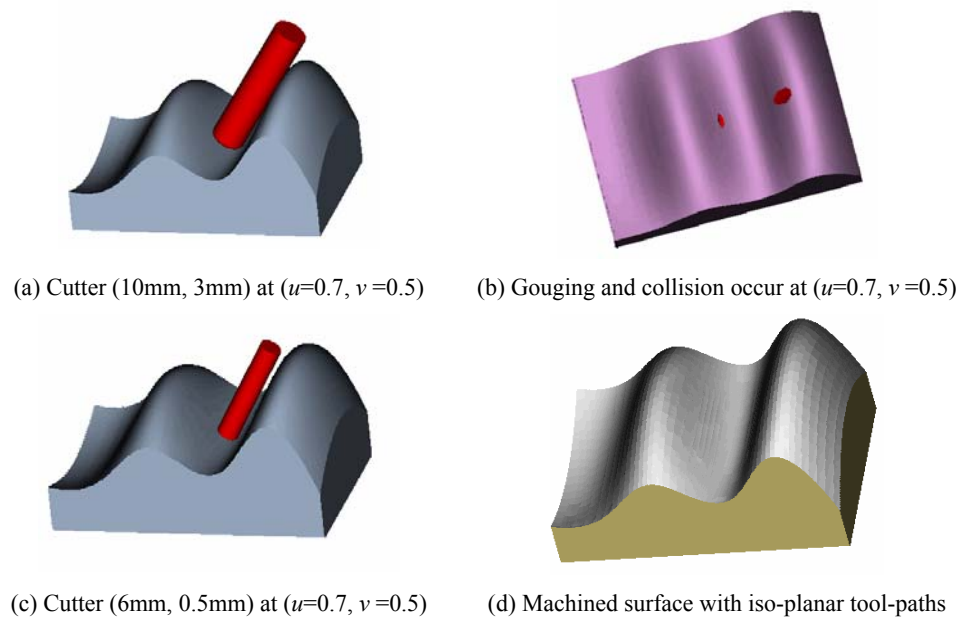 (a) Cutter (10mm, 3mm) at (u=0.7, v =0.5)
(b) Gouging and collision occur at (u=0.7, v =0.5)
(c) Cutter (6mm, 0.5mm) at (u=0.7, v =0.5)
(d) Machined surface with iso-planar tool-paths